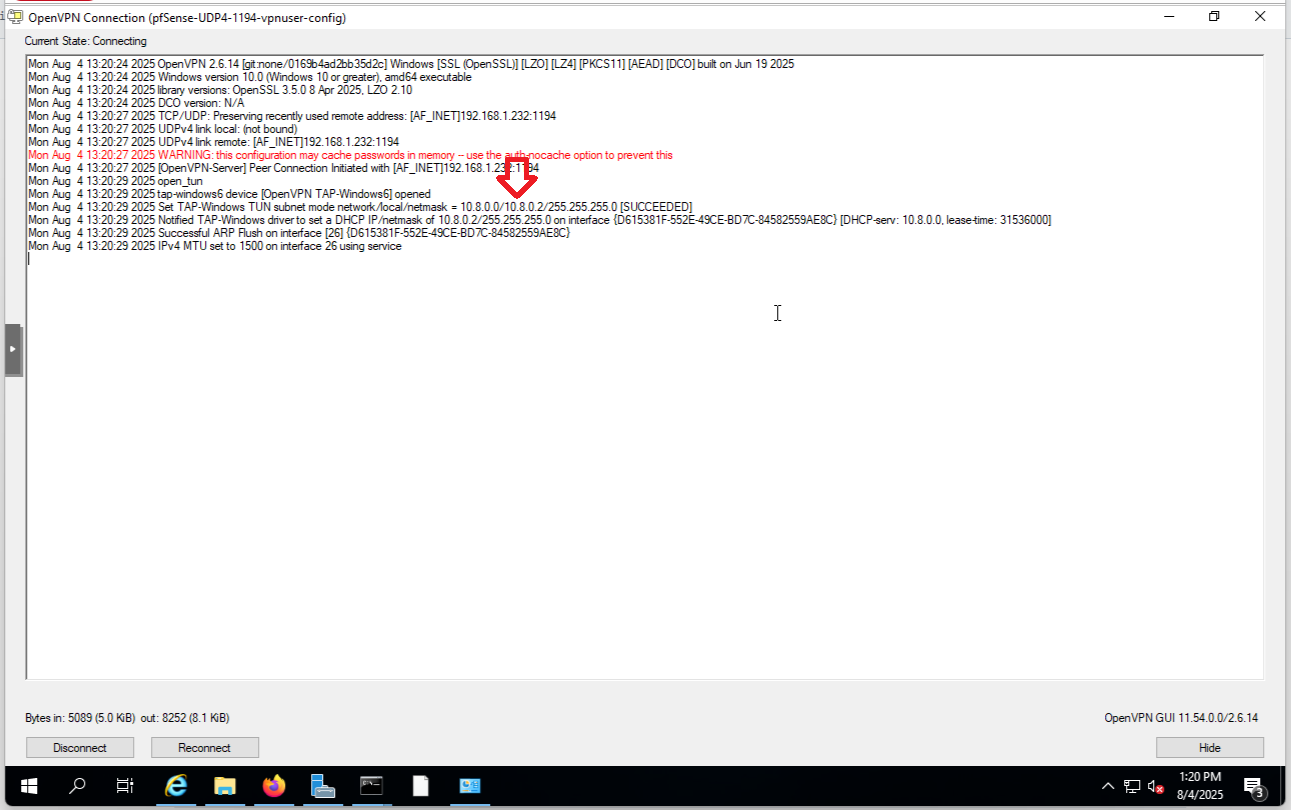 OpenVPN Connection (pfSense-UDP4-1194-vpnuser-config)
Current State: Connecting
Mon Aug 4 13:20:24 2025 OpenVPN 2.6.14 [git:none/0169b4ad2bb35d2c] Windows [SSL (OpenSSL)] [LZO] [LZ4] [PKCS11] [AEAD] [DCO] built on Jun 19 2025
Mon Aug 4 13:20:24 2025 Windows version 10.0 (Windows 10 or greater), amd64 executable
Mon Aug 4 13:20:24 2025 library versions: OpenSSL 3.5.0 8 Apr 2025, LZO 2.10
Mon Aug 4 13:20:24 2025 DCO version: N/A
Mon Aug 4 13:20:27 2025 TCP/UDP: Preserving recently used remote address: [AF_INET]192.168.1.232:1194
Mon Aug 4 13:20:27 2025 UDPv4 link local: (not bound)
Mon Aug 4 13:20:27 2025 UDPv4 link remote: [AF_INET]192.168.1.232:1194
Mon Aug 4 13:20:27 2025 WARNING: this configuration may cache passwords in memory -- use the auth-nocache option to prevent this
Mon Aug 4 13:20:27 2025 [OpenVPN-Server] Peer Connection Initiated with [AF_INET]192.168.1.232:1194
Mon Aug 4 13:20:29 2025 open_tun
Mon Aug 4 13:20:29 2025 tap-windows6 device [OpenVPN TAP-Windows6] opened
Mon Aug 4 13:20:29 2025 Set TAP-Windows TUN subnet mode network/local/netmask = 10.8.0.0/10.8.0.2/255.255.255.0 [SUCCEEDED]
Mon Aug 4 13:20:29 2025 Notified TAP-Windows driver to set a DHCP IP/netmask of 10.8.0.2/255.255.255.0 on interface {D615381F-552E-49CE-BD7C-84582559AE8C} [DHCP-serv: 10.8.0.0, lease-time: 31536000]
Mon Aug 4 13:20:29 2025 Successful ARP Flush on interface [26] {D615381F-552E-49CE-BD7C-84582559AE8C}
Mon Aug 4 13:20:29 2025 IPv4 MTU set to 1500 on interface 26 using service
Bytes in: 5089 (5.0 KiB) out: 8252 (8.1 KiB)
OpenVPN GUI 11.54.0.0/2.6.14
Disconnect
Reconnect
Hide
1:20 PM
8/4/2025
3